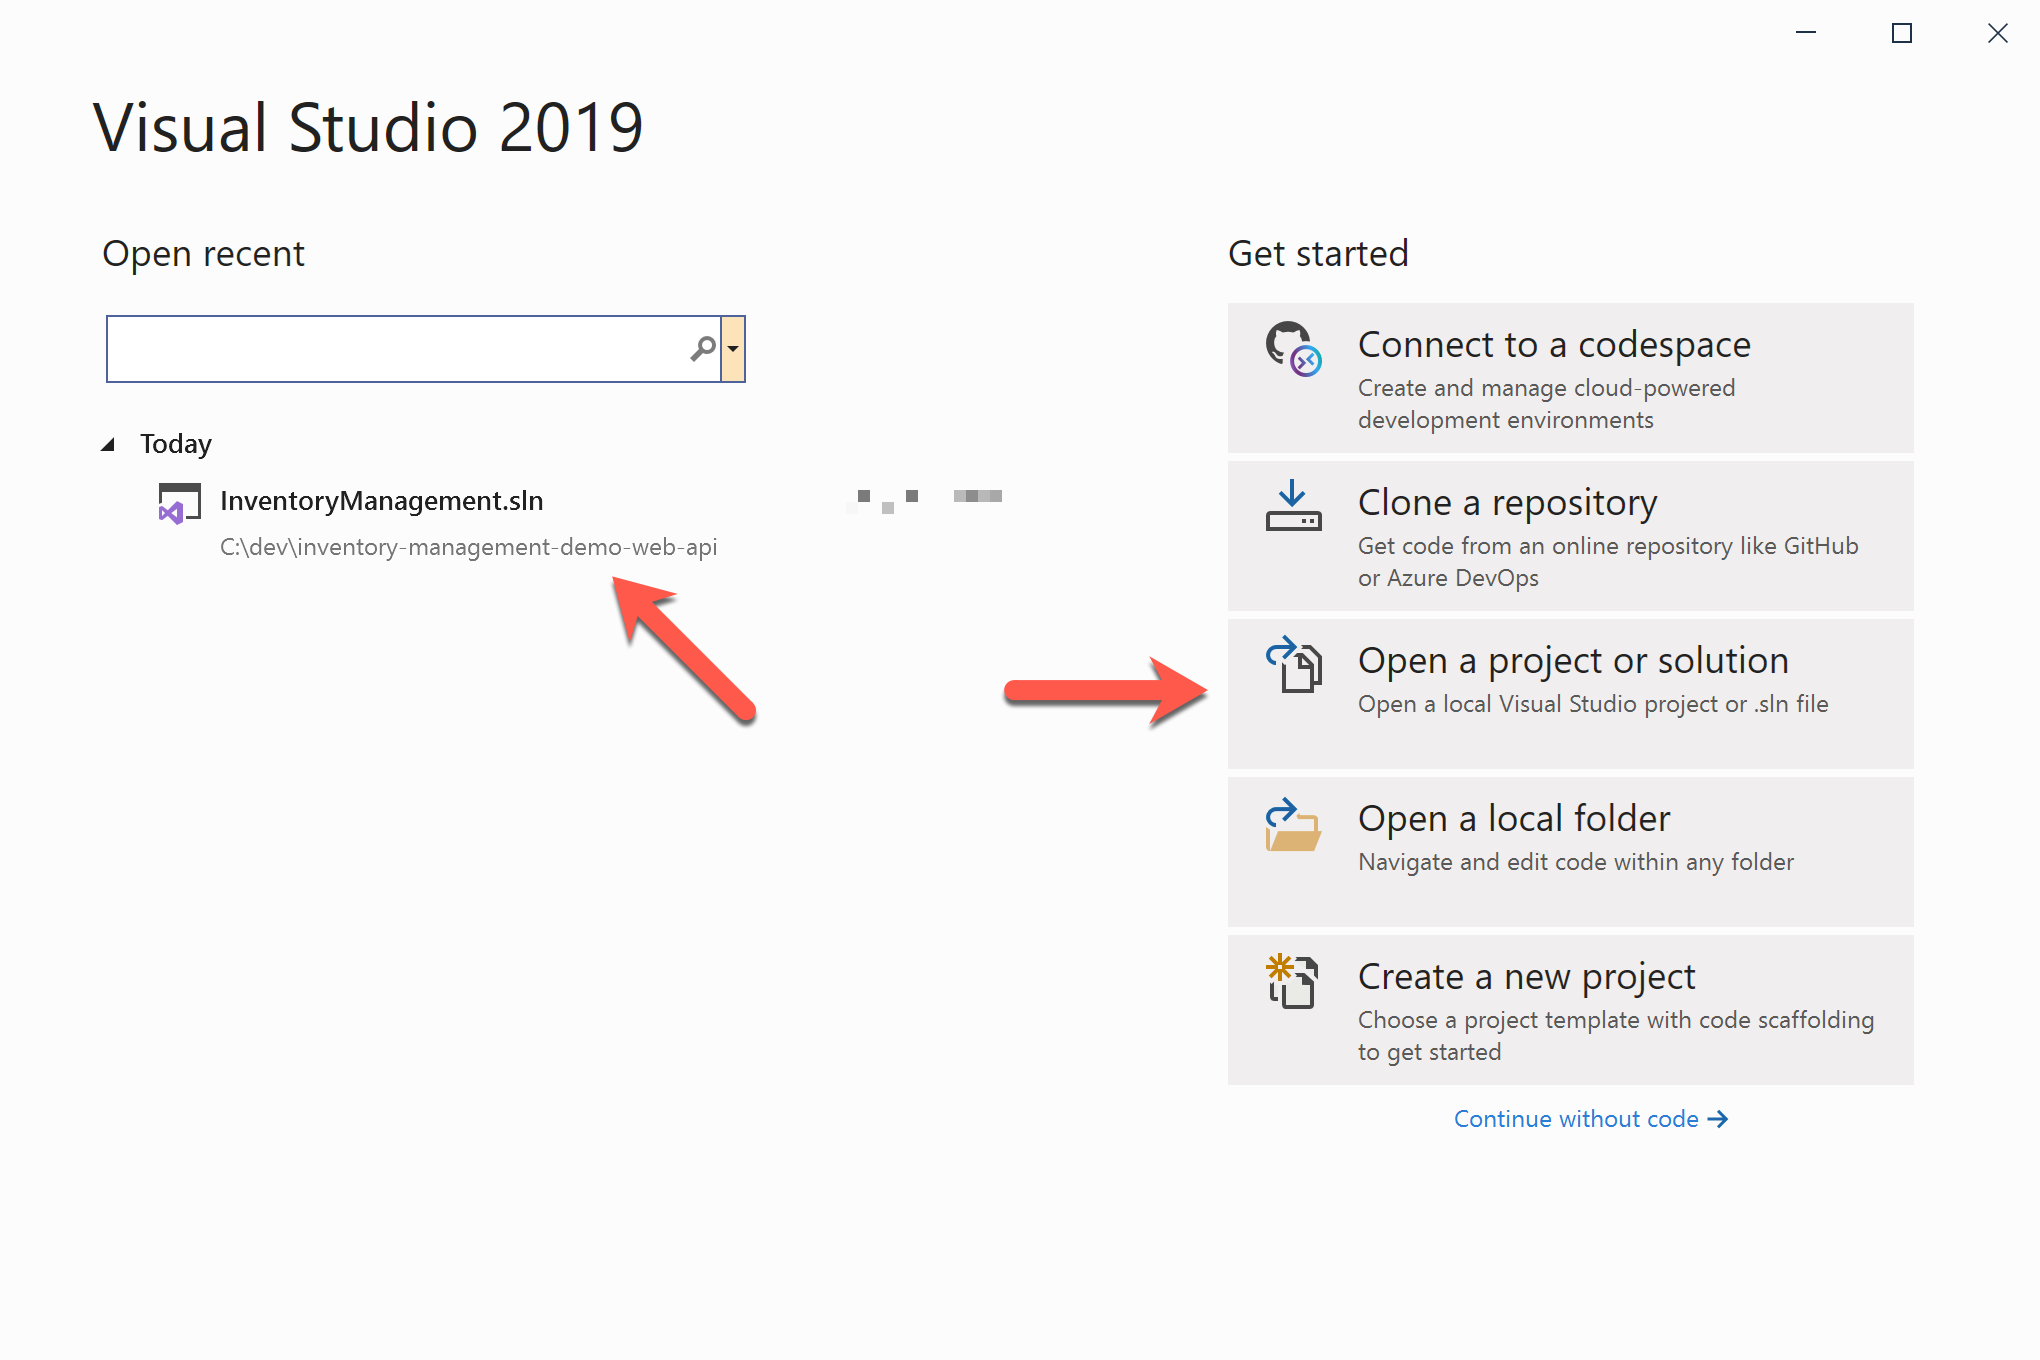 Visual Studio 2019
Open recent
Today
InventoryManagement.sln
C:\dev\inventory-management-demo-web-api
Get started
Connect to a codespace
Create and manage cloud-powered
development environments
Clone a repository
Get code from an online repository like GitHub
or Azure DevOps
Open a project or solution
Open a local Visual Studio project or .sln file
Open a local folder
Navigate and edit code within any folder
Create a new project
Choose a project template with code scaffolding
to get started
Continue without code →